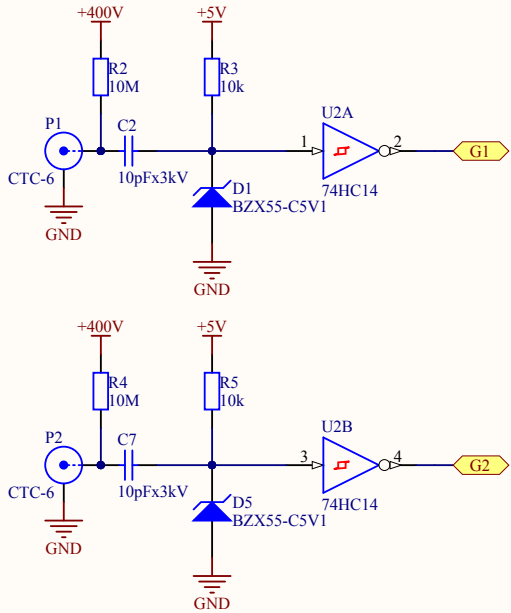 +400V
+5V
R2
10M
R3
10k
U2A
P1
C2
1
2
G1
CTC-6
10pFx3kV
D1
BZX55-C5V1
74HC14
GND
GND
+400V
+5V
R4
10M
R5
10k
U2B
P2
C7
3
4
G2
CTC-6
10pFx3kV
D5
BZX55-C5V1
74HC14
GND
GND